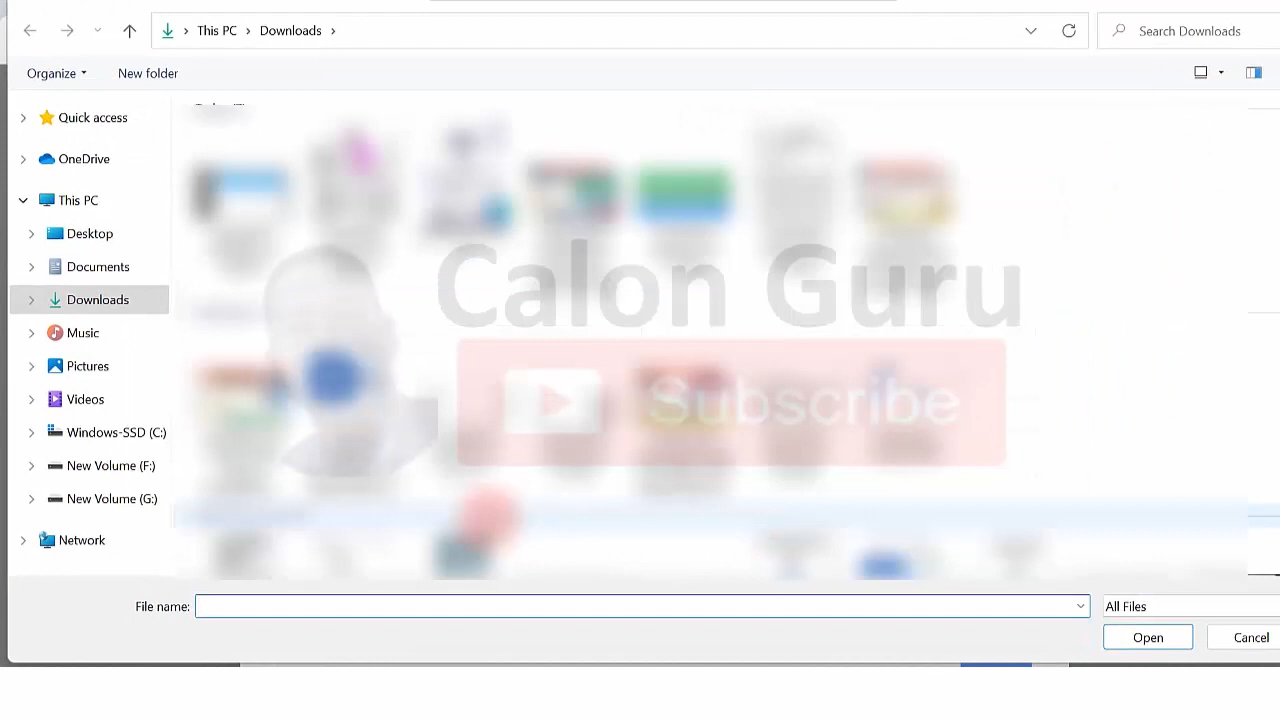 This PC
Downloads
Search Downloads
Organize
New folder
Quick access
OneDrive
This PC
Desktop
Documents
Downloads
Music
Pictures
Videos
Windows-SSD (C:)
New Volume (F:)
New Volume (G:)
Network
Calon Guru
Subscribe
File name:
All Files
Open
Cancel